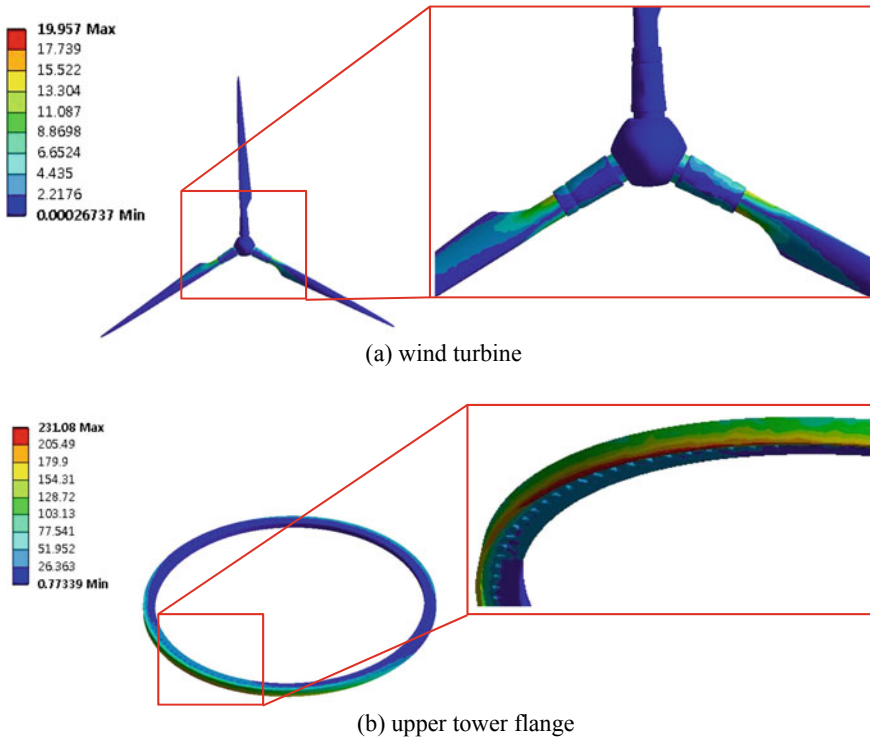 19.957 Max
17.739
15.522
13.304
11.087
8.8698
6.6524
4.435
2.2176
0.00026737 Min
(a) wind turbine
231.08 Max
205.49
179.9
154.31
128.72
103.13
77.541
51.952
26.363
0.77339 Min
(b) upper tower flange